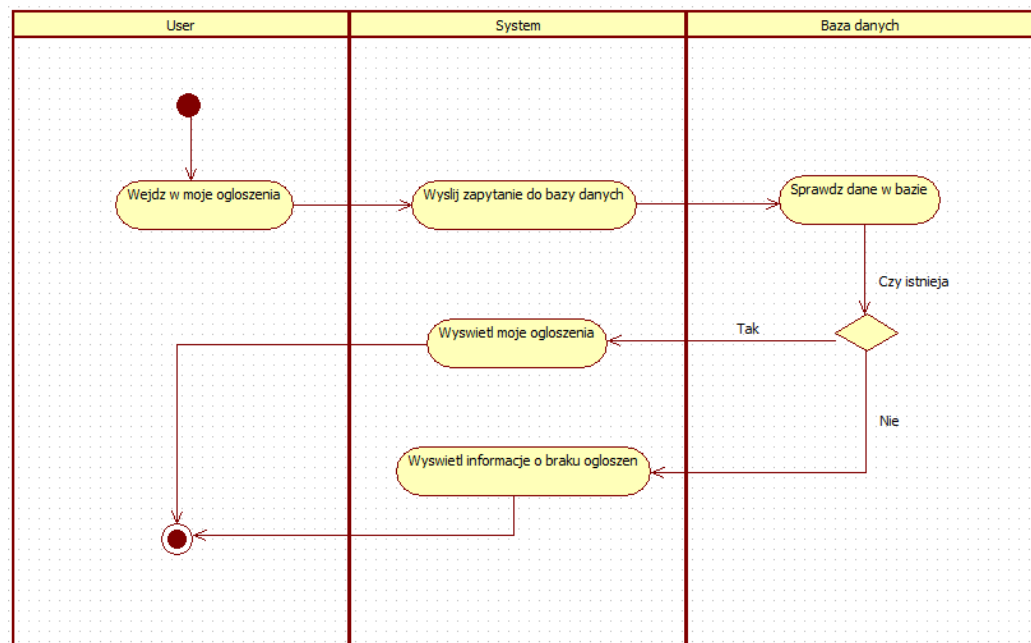 User
System
Baza danych
Wejdz w moje ogloszenia
Wyslij zapytanie do bazy danych
Sprawdz dane w bazie
Czy istnieja
Wyswietl moje ogloszenia
Tak
Nie
Wyswietl informacje o braku ogloszen